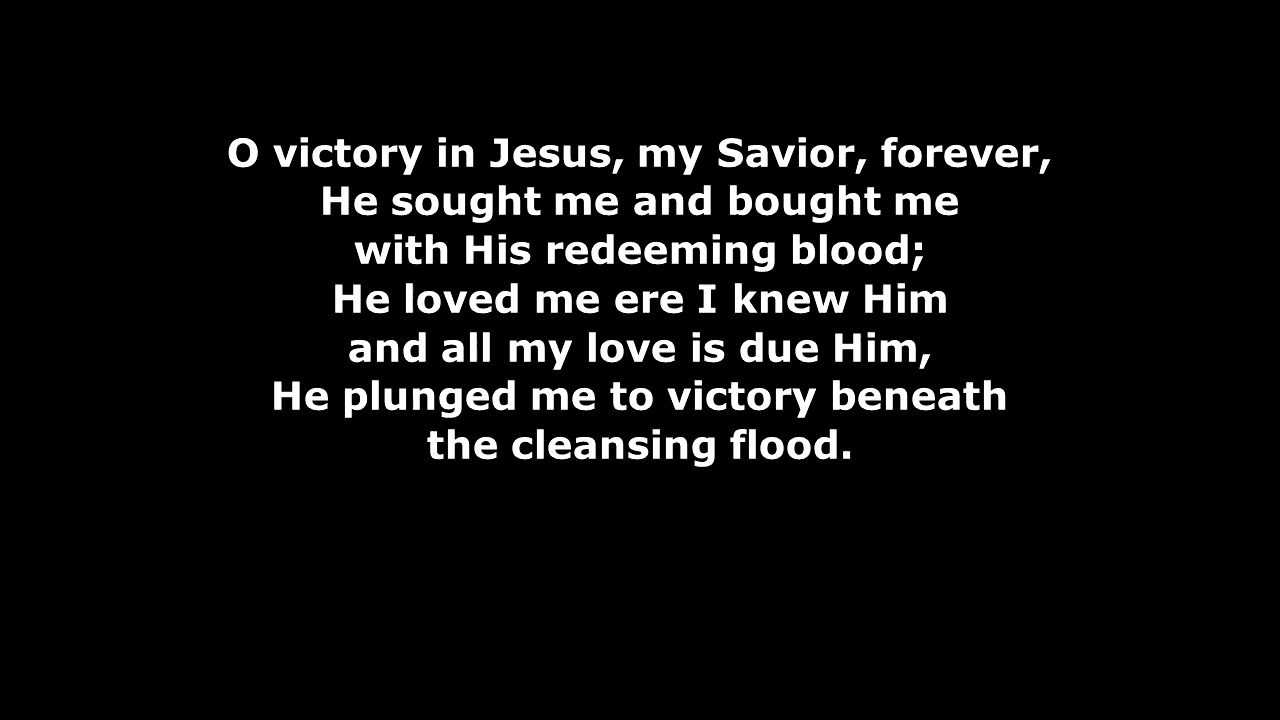 O victory in Jesus, my Savior, forever,
He sought me and bought me
with His redeeming blood;
He loved me ere I knew Him
and all my love is due Him,
He plunged me to victory beneath
the cleansing flood.